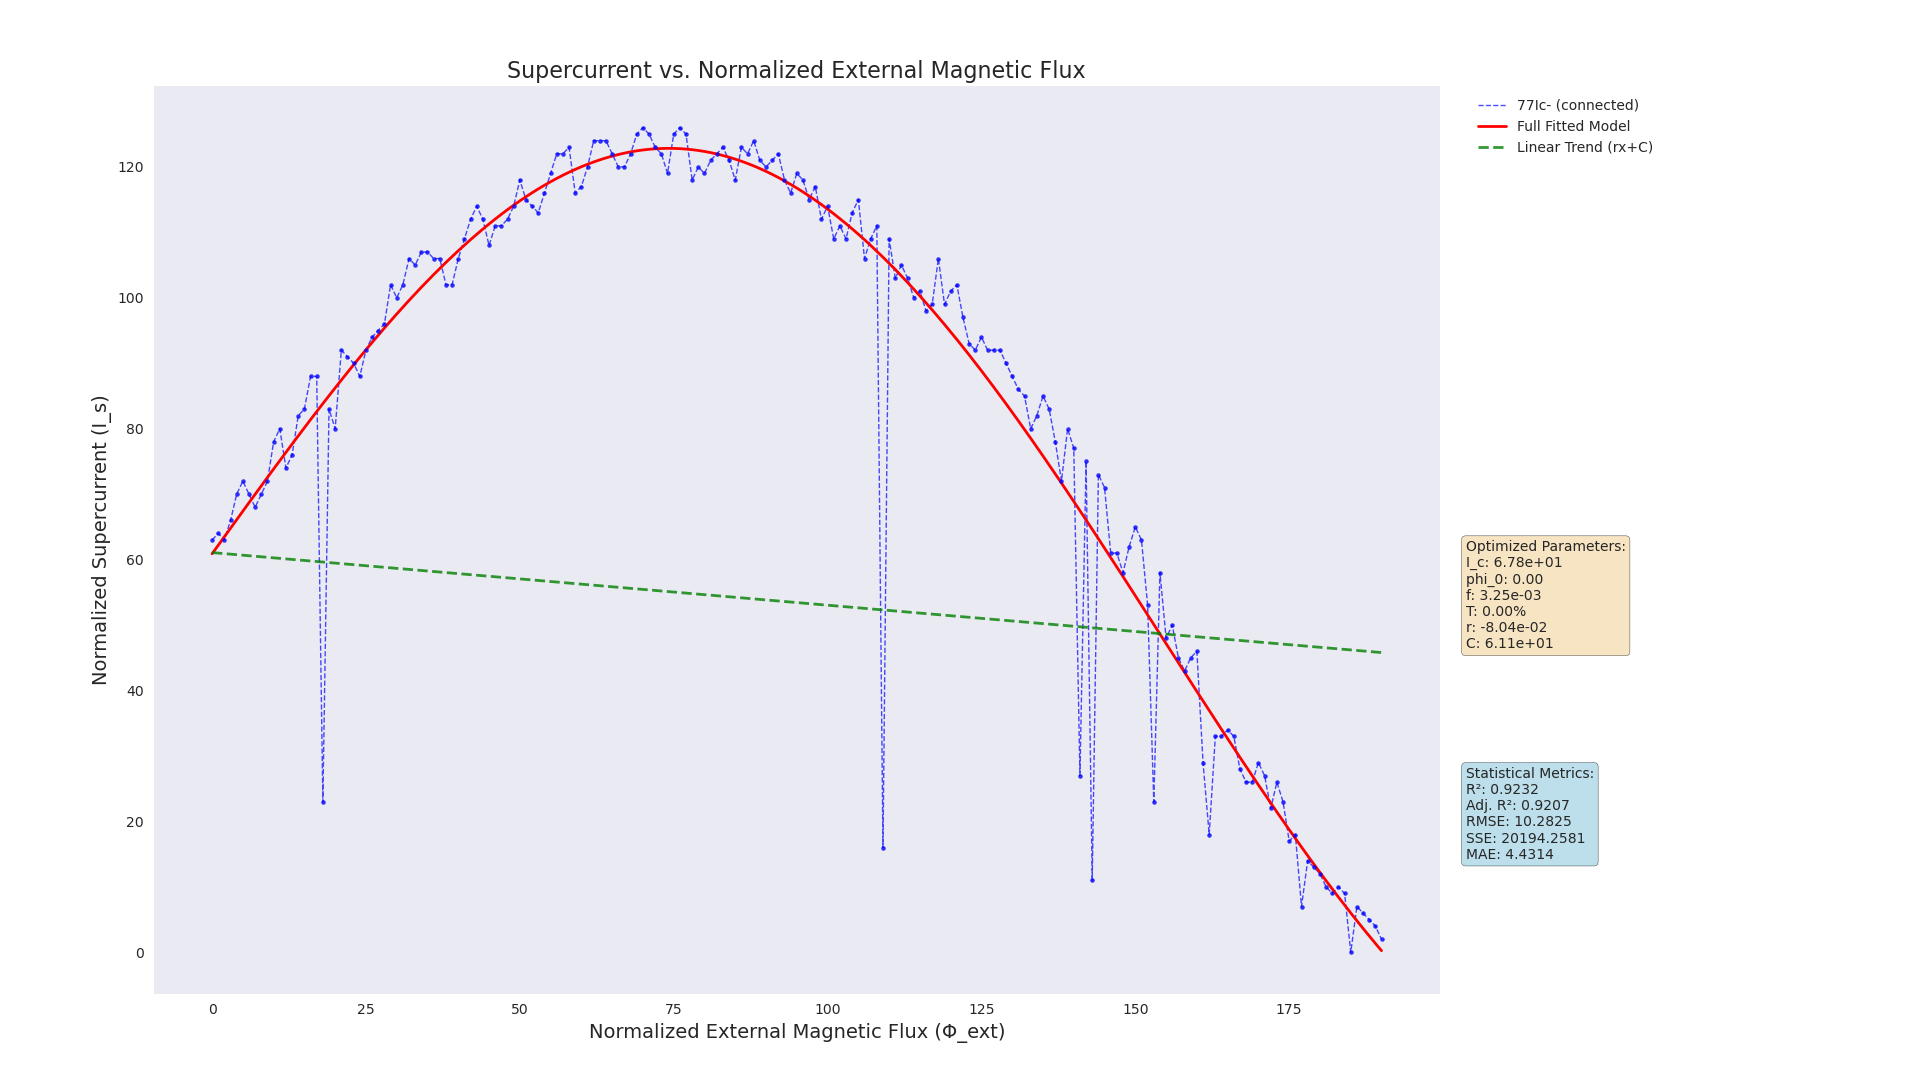 Supercurrent vs. Normalized External Magnetic Flux
77Ic- (connected)
Full Fitted Model
Linear Trend (rx+C)
Normalized Supercurrent (I_s)
120
100
80
60
40
20
0
0
25
50
75
100
125
150
175
Normalized External Magnetic Flux (Φ_ext)
Optimized Parameters:
I_c: 6.78e+01
phi_0: 0.00
f: 3.25e-03
T: 0.00%
r: -8.04e-02
C: 6.11e+01
Statistical Metrics:
R²: 0.9232
Adj. R²: 0.9207
RMSE: 10.2825
SSE: 20194.2581
MAE: 4.4314